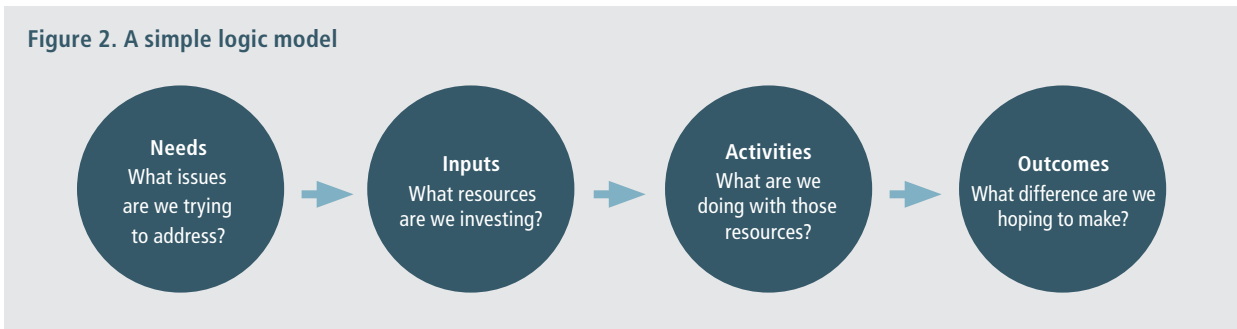 Figure 2. A simple logic model
Needs
What issues
are we trying
to address?
Inputs
What resources
are we investing?
Activities
What are we
doing with those
resources?
Outcomes
What difference are we
hoping to make?